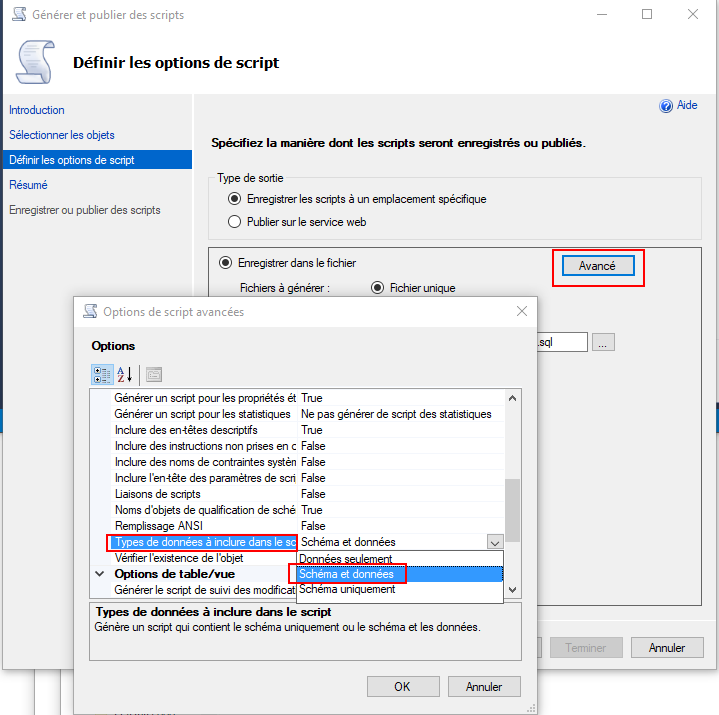 Générer et publier des scripts
Définir les options de script
Introduction
Sélectionner les objets
Définir les options de script
Résumé
Enregistrer ou publier des scripts
Aide
Spécifiez la manière dont les scripts seront enregistrés ou publiés.
Type de sortie
Enregistrer les scripts à un emplacement spécifique
Publier sur le service web
Enregistrer dans le fichier
Avancé
Fichiers à générer :
Fichier unique
.sql
...
Options de script avancées
Options
Générer un script pour les propriétés ét True
Générer un script pour les statistiques Ne pas générer de script des statistiques
Inclure des en-têtes descriptifs True
Inclure des instructions non prises en c False
Inclure des noms de contraintes systèm False
Inclure l'en-tête des paramètres de scri False
Liaisons de scripts False
Noms d'objets de qualification de sché True
Remplissage ANSI False
Types de données à inclure dans le sc Schéma et données
Vérifier l'existence de l'objet
Données seulement
Options de table/vue
Schéma et données
Générer le script de suivi des modificat
Schéma uniquement
Types de données à inclure dans le script
Génère un script qui contient le schéma uniquement ou le schéma et les données.
Terminer
Annuler
OK
Annuler